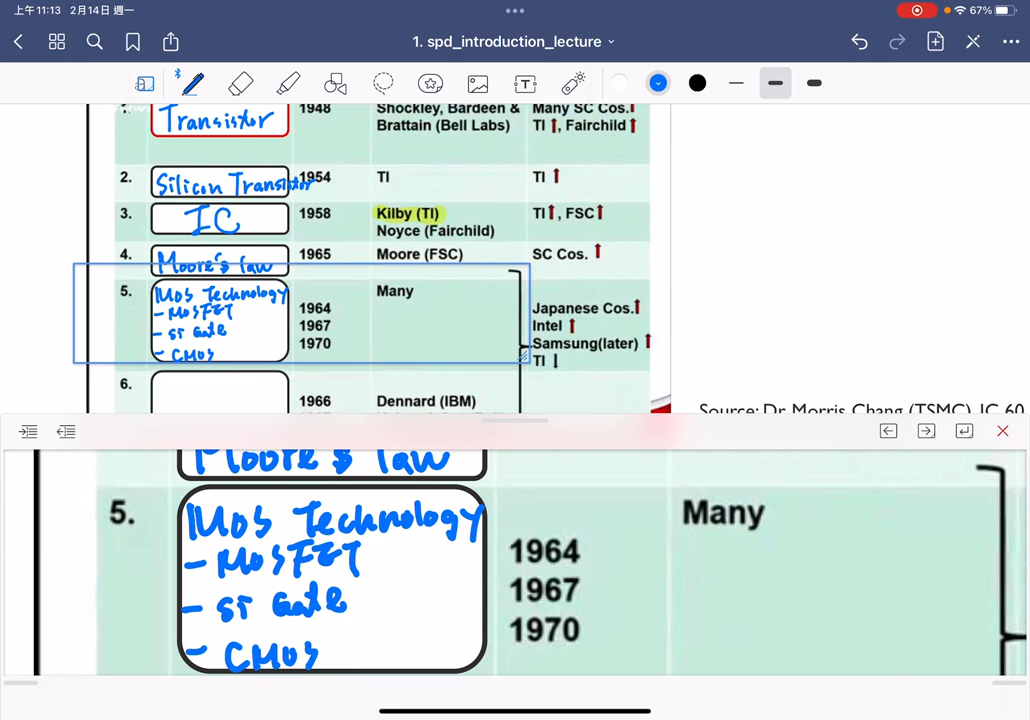 上午11:13 2月14日 週一
67%
1. spd_introduction_lecture
1. Transistor 1948 Shockley, Bardeen & Many SC Cos.↑
Brattain (Bell Labs) TI ↑, Fairchild ↑
2. Silicon Transistor 1954 TI TI ↑
3. IC 1958 Kilby (TI) TI↑, FSC↑
Noyce (Fairchild)
4. Moore's law 1965 Moore (FSC) SC Cos. ↑
5. MOS Technology Many
- MOSFET 1964 Japanese Cos.↑
- Si Gate 1967 Intel ↑
- CMOS 1970 Samsung(later) ↑
TI ↓
6.
1966 Dennard (IBM)
Source: Dr Morris Chang (TSMC), IC 60
Moore's law
5. MOS Technology Many
- MOSFET 1964
- Si Gate 1967
- CMOS 1970